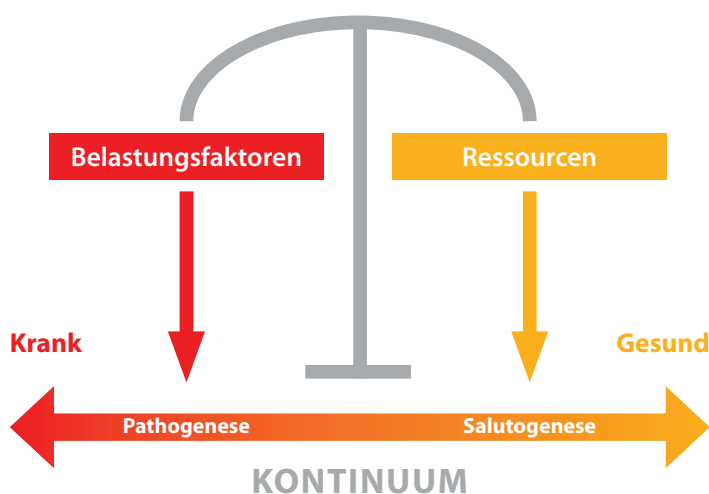 Belastungsfaktoren
Ressourcen
Krank
Gesund
Pathogenese
Salutogenese
KONTINUUM